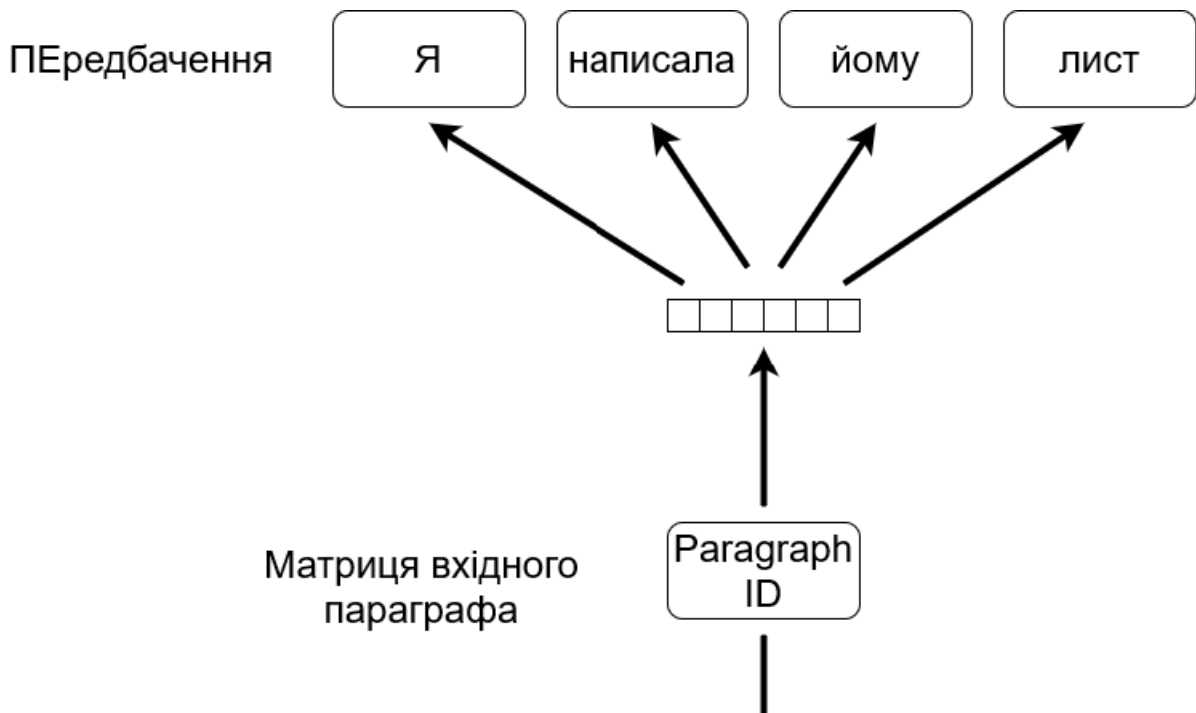 ПЕредбачення Я написала йому лист
Матриця вхідного
параграфа
Paragraph
ID